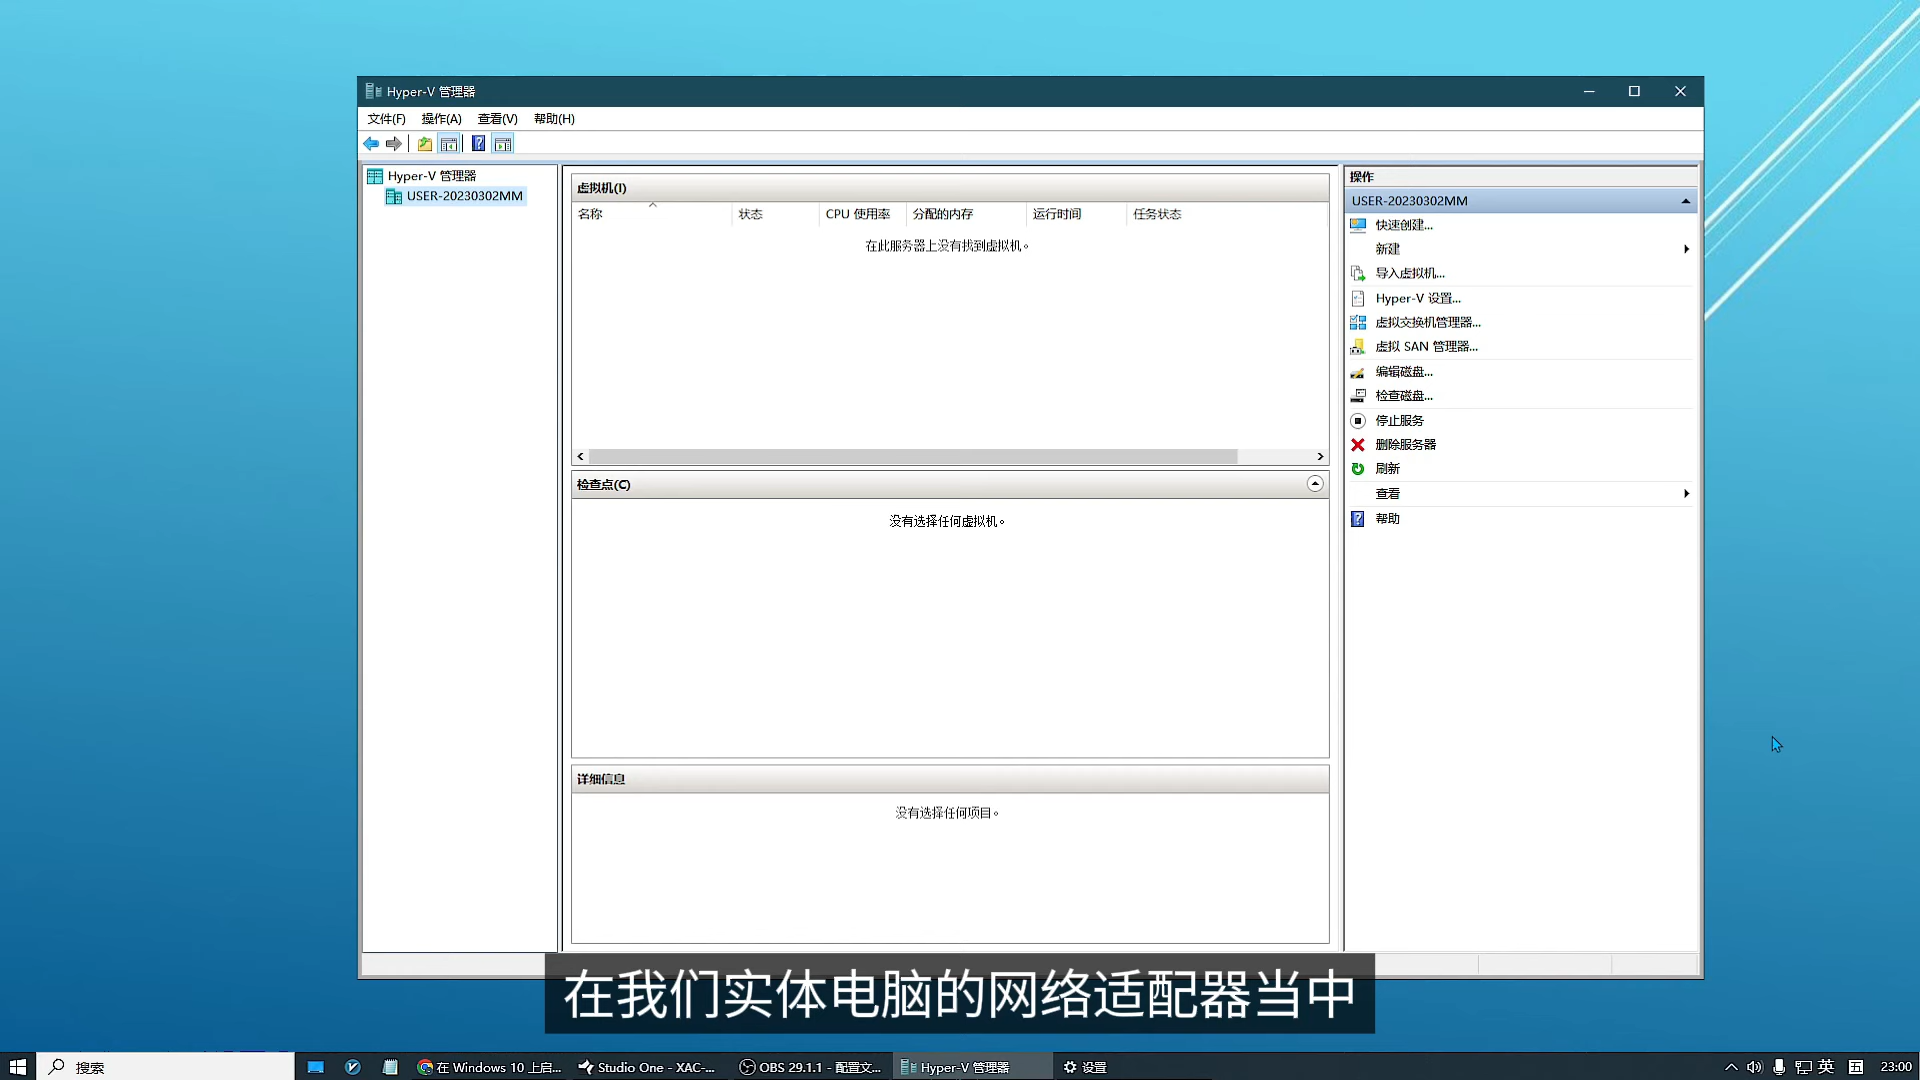 Hyper-V 管理器
文件(F) 操作(A) 查看(V) 帮助(H)
Hyper-V 管理器
USER-20230302MM
虚拟机(I)
名称 状态 CPU 使用率 分配的内存 运行时间 任务状态
在此服务器上没有找到虚拟机。
检查点(C)
没有选择任何虚拟机。
详细信息
没有选择任何项目。
操作
USER-20230302MM
快速创建...
新建
导入虚拟机...
Hyper-V 设置...
虚拟交换机管理器...
虚拟 SAN 管理器...
编辑磁盘...
检查磁盘...
停止服务
删除服务器
刷新
查看
帮助
在我们实体电脑的网络适配器当中
搜索 在 Windows 10 上启... Studio One - XAC-... OBS 29.1.1 - 配置文... Hyper-V 管理器 设置 英 五 23:00